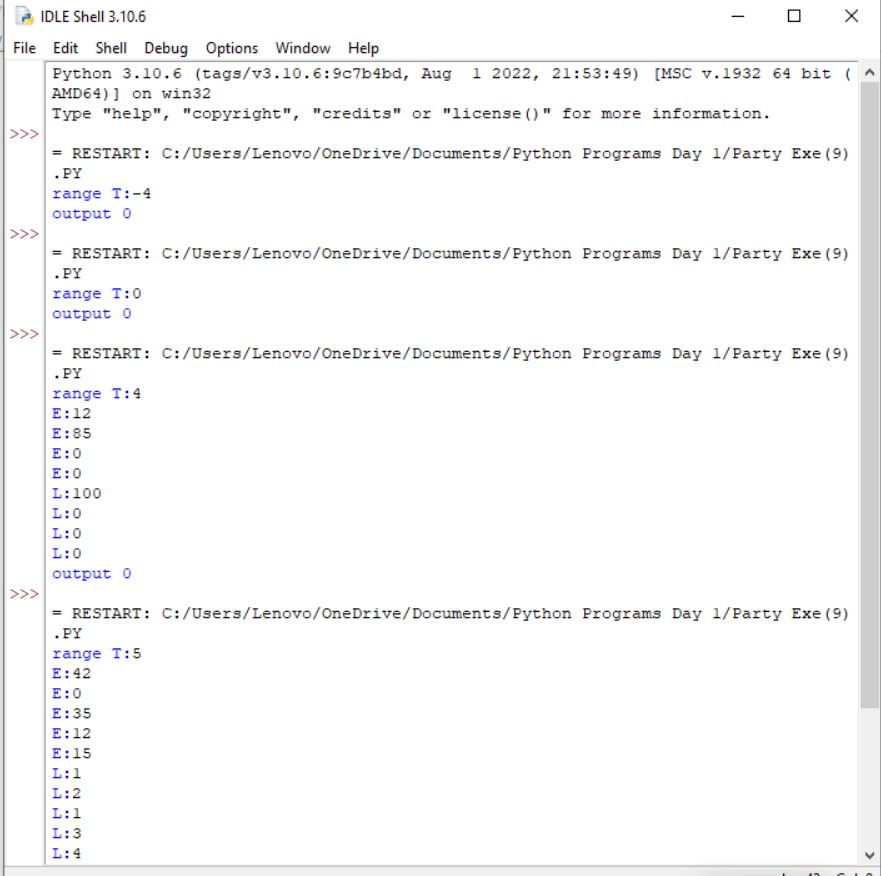 IDLE Shell 3.10.6
File Edit Shell Debug Options Window Help
Python 3.10.6 (tags/v3.10.6:9c7b4bd, Aug  1 2022, 21:53:49) [MSC v.1932 64 bit (
AMD64)] on win32
Type "help", "copyright", "credits" or "license()" for more information.
>>>
= RESTART: C:/Users/Lenovo/OneDrive/Documents/Python Programs Day 1/Party Exe(9)
.PY
range T:-4
output 0
>>>
= RESTART: C:/Users/Lenovo/OneDrive/Documents/Python Programs Day 1/Party Exe(9)
.PY
range T:0
output 0
>>>
= RESTART: C:/Users/Lenovo/OneDrive/Documents/Python Programs Day 1/Party Exe(9)
.PY
range T:4
E:12
E:85
E:0
E:0
L:100
L:0
L:0
L:0
output 0
>>>
= RESTART: C:/Users/Lenovo/OneDrive/Documents/Python Programs Day 1/Party Exe(9)
.PY
range T:5
E:42
E:0
E:35
E:12
E:15
L:1
L:2
L:1
L:3
L:4